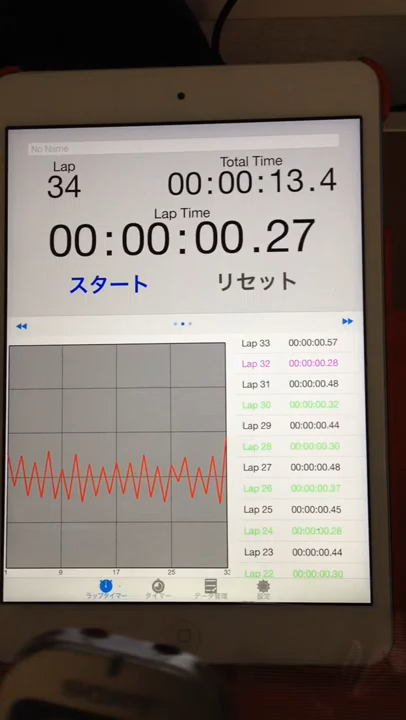 No Name
Lap
Total Time
34
00:00:13.4
Lap Time
00:00:00.27
スタート
リセット
Lap 33 00:00:00.57
Lap 32 00:00:00.28
Lap 31 00:00:00.48
Lap 30 00:00:00.32
Lap 29 00:00:00.44
Lap 28 00:00:00.30
Lap 27 00:00:00.48
Lap 26 00:00:00.37
Lap 25 00:00:00.45
Lap 24 00:00:00.28
Lap 23 00:00:00.44
Lap 22 00:00:00.30
1 9 17 25 33
ラップタイマー タイマー データ管理 設定